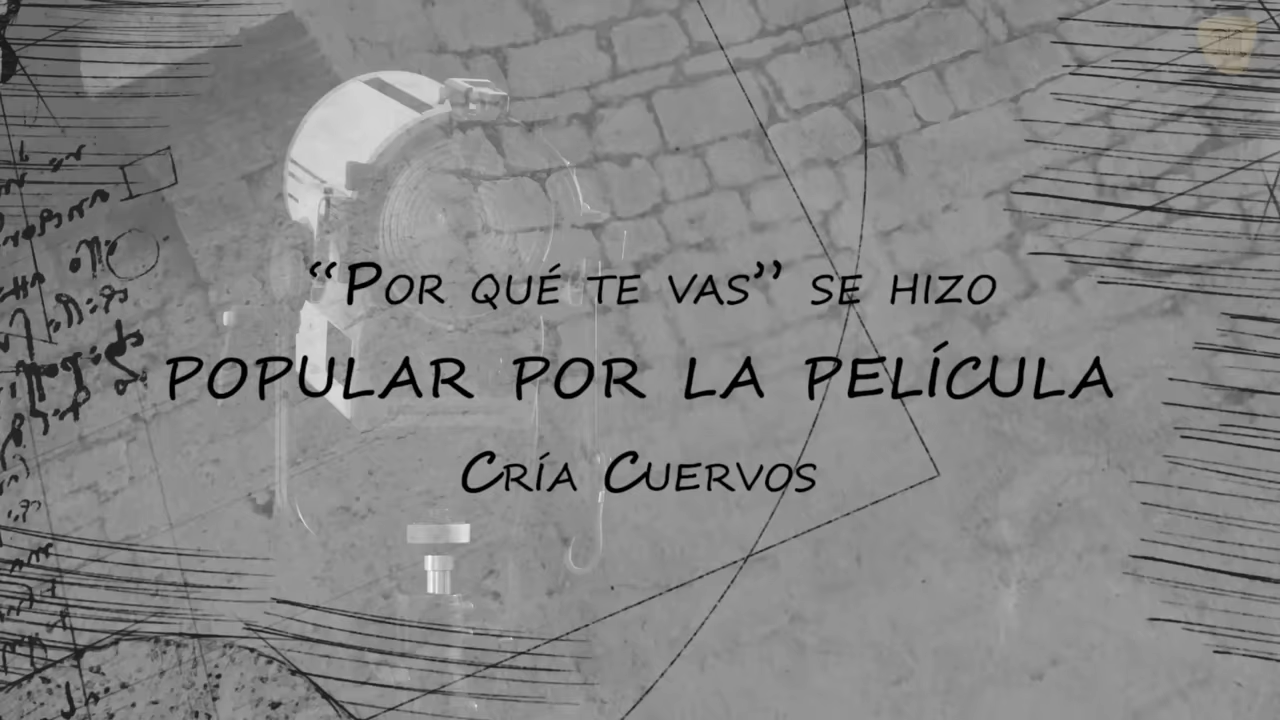 “Por qué te vas” se hizo
popular por la película
Cría Cuervos